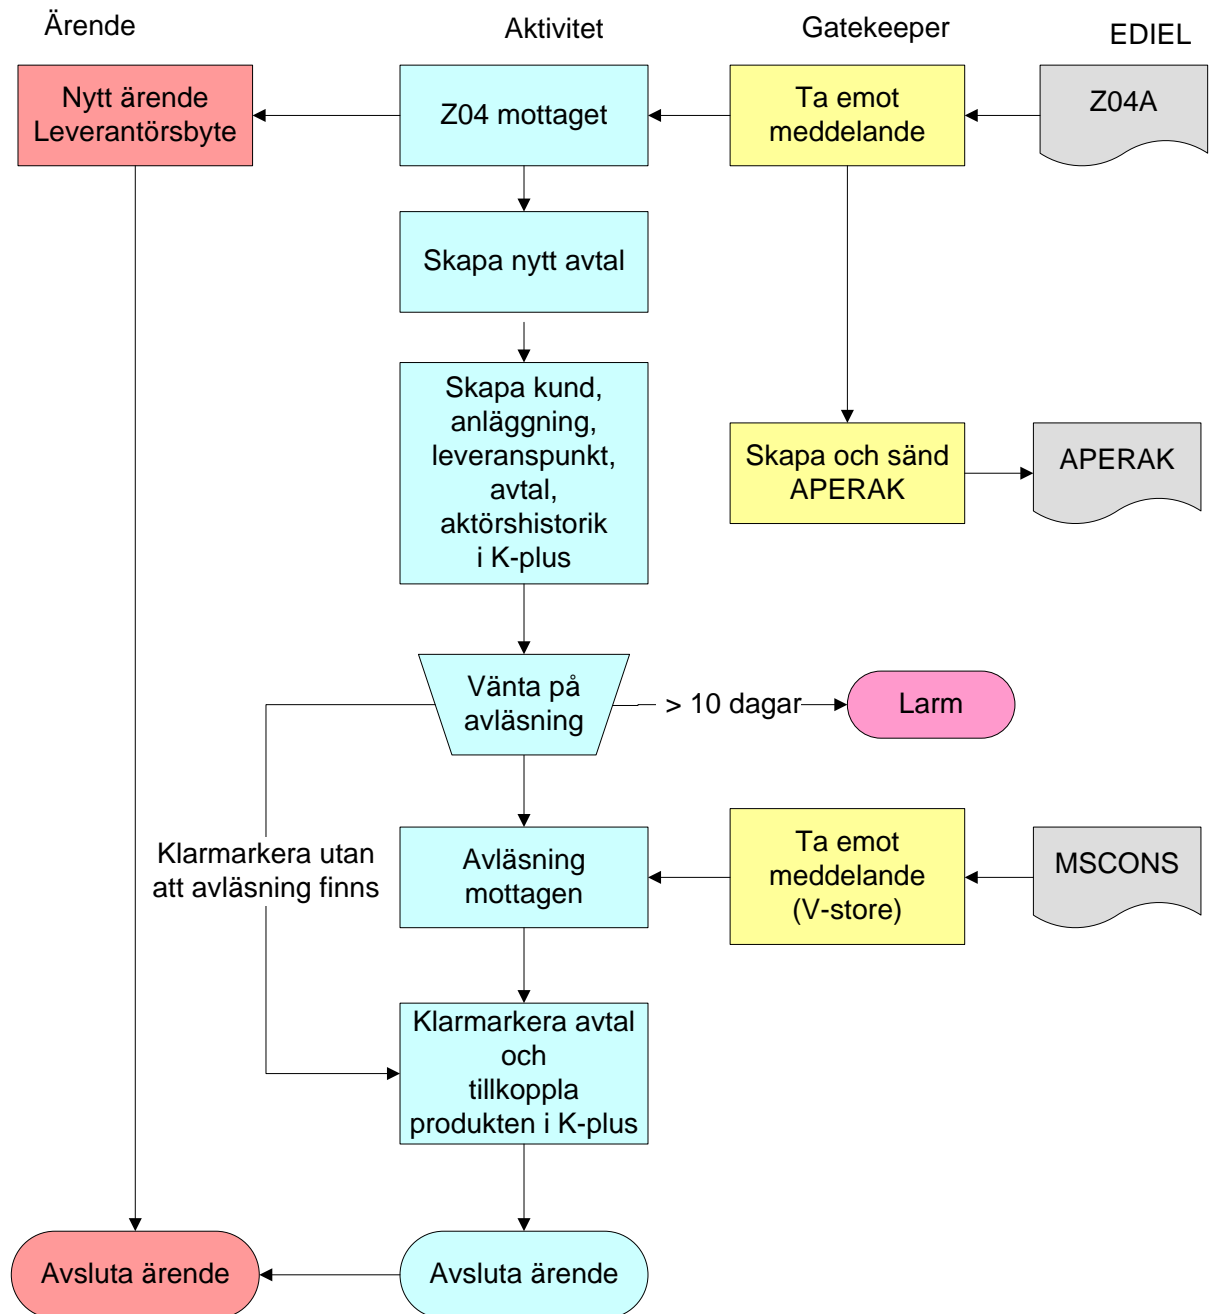 Ärende
Aktivitet
Gatekeeper
EDIEL
Nytt ärende
Leverantörsbyte
Z04 mottaget
Ta emot
meddelande
Z04A
Skapa nytt avtal
Skapa kund,
anläggning,
leveranspunkt,
avtal,
aktörshistorik
i K-plus
Skapa och sänd
APERAK
APERAK
Vänta på
avläsning
> 10 dagar
Larm
Klarmarkera utan
att avläsning finns
Avläsning
mottagen
Ta emot
meddelande
(V-store)
MSCONS
Klarmarkera avtal
och
tillkoppla
produkten i K-plus
Avsluta ärende
Avsluta ärende